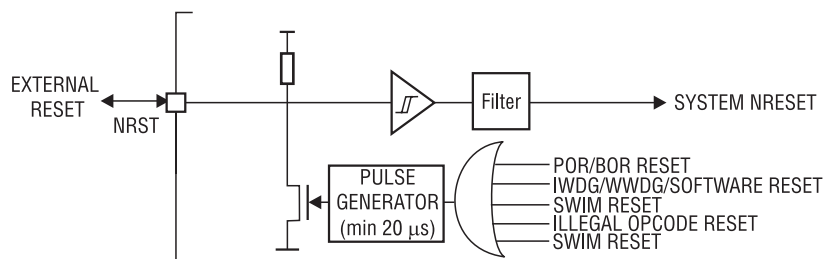 EXTERNAL
RESET
NRST
Filter
SYSTEM NRESET
PULSE
GENERATOR
(min 20 μs)
POR/BOR RESET
IWDG/WWDG/SOFTWARE RESET
SWIM RESET
ILLEGAL OPCODE RESET
SWIM RESET